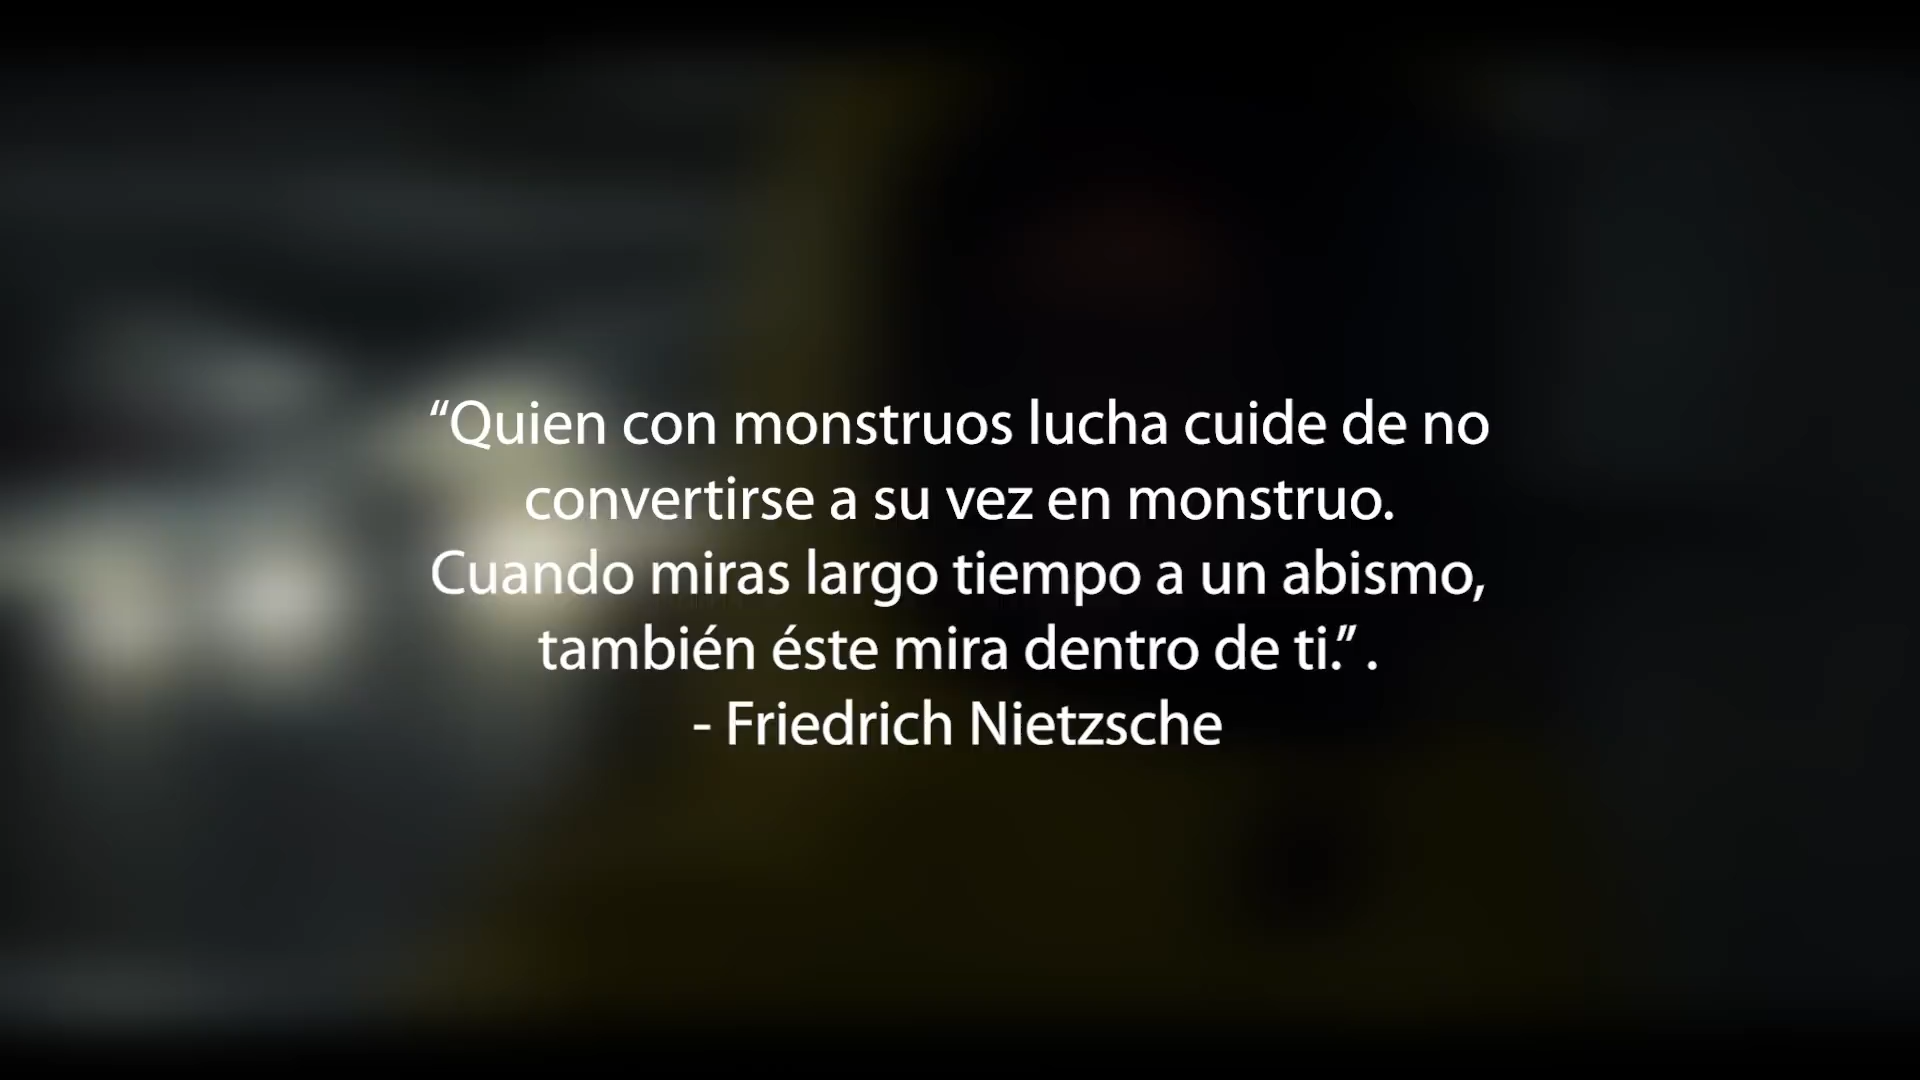 “Quien con monstruos lucha cuide de no
convertirse a su vez en monstruo.
Cuando miras largo tiempo a un abismo,
también éste mira dentro de ti.” .
- Friedrich Nietzsche